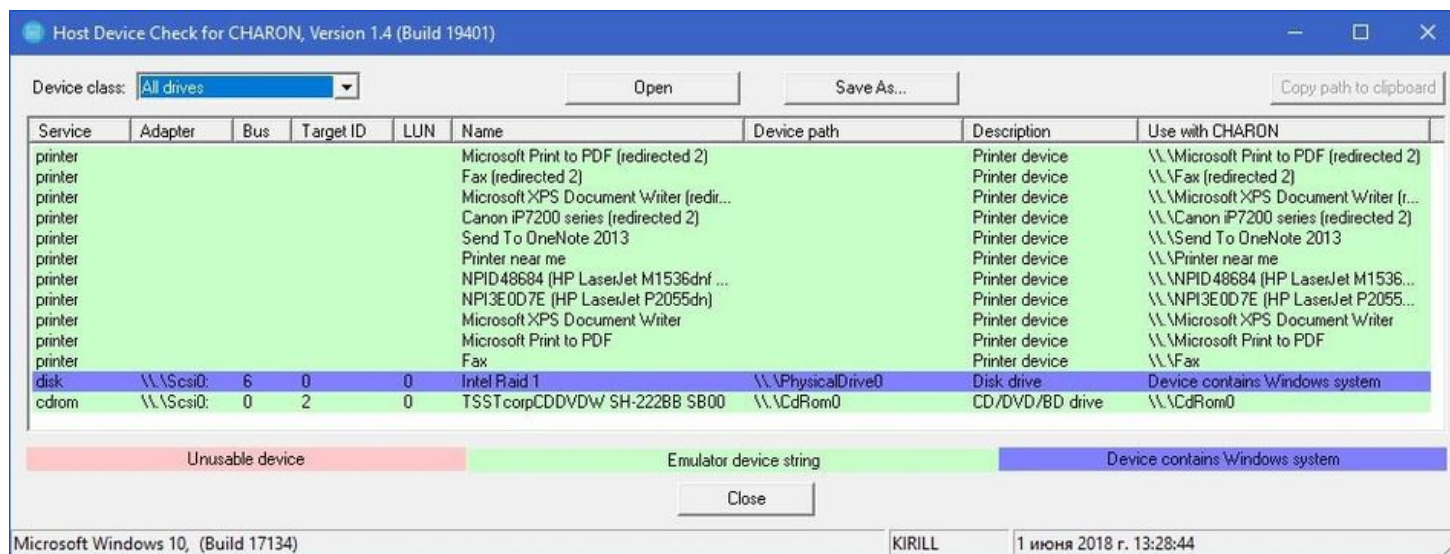 Host Device Check for CHARON, Version 1.4 (Build 19401)
Device class: All drives Open Save As... Copy path to clipboard
Service Adapter Bus Target ID LUN Name Device path Description Use with CHARON
printer Microsoft Print to PDF (redirected 2) Printer device \\.\Microsoft Print to PDF (redirected 2)
printer Fax (redirected 2) Printer device \\.\Fax (redirected 2)
printer Microsoft XPS Document Writer (redir... Printer device \\.\Microsoft XPS Document Writer (r...
printer Canon iP7200 series (redirected 2) Printer device \\.\Canon iP7200 series (redirected 2)
printer Send To OneNote 2013 Printer device \\.\Send To OneNote 2013
printer Printer near me Printer device \\.\Printer near me
printer NPID48684 (HP LaserJet M1536dnf ... Printer device \\.\NPID48684 (HP LaserJet M1536...
printer NPI3E0D7E (HP LaserJet P2055dn) Printer device \\.\NPI3E0D7E (HP LaserJet P2055...
printer Microsoft XPS Document Writer Printer device \\.\Microsoft XPS Document Writer
printer Microsoft Print to PDF Printer device \\.\Microsoft Print to PDF
printer Fax Printer device \\.\Fax
disk \\.\Scsi0: 6 0 0 Intel Raid 1 \\.\PhysicalDrive0 Disk drive Device contains Windows system
cdrom \\.\Scsi0: 0 2 0 TSSTcorpCDDVDW SH-222BB SB00 \\.\CdRom0 CD/DVD/BD drive \\.\CdRom0
Unusable device Emulator device string Device contains Windows system
Close
Microsoft Windows 10, (Build 17134) KIRILL 1 июня 2018 г. 13:28:44